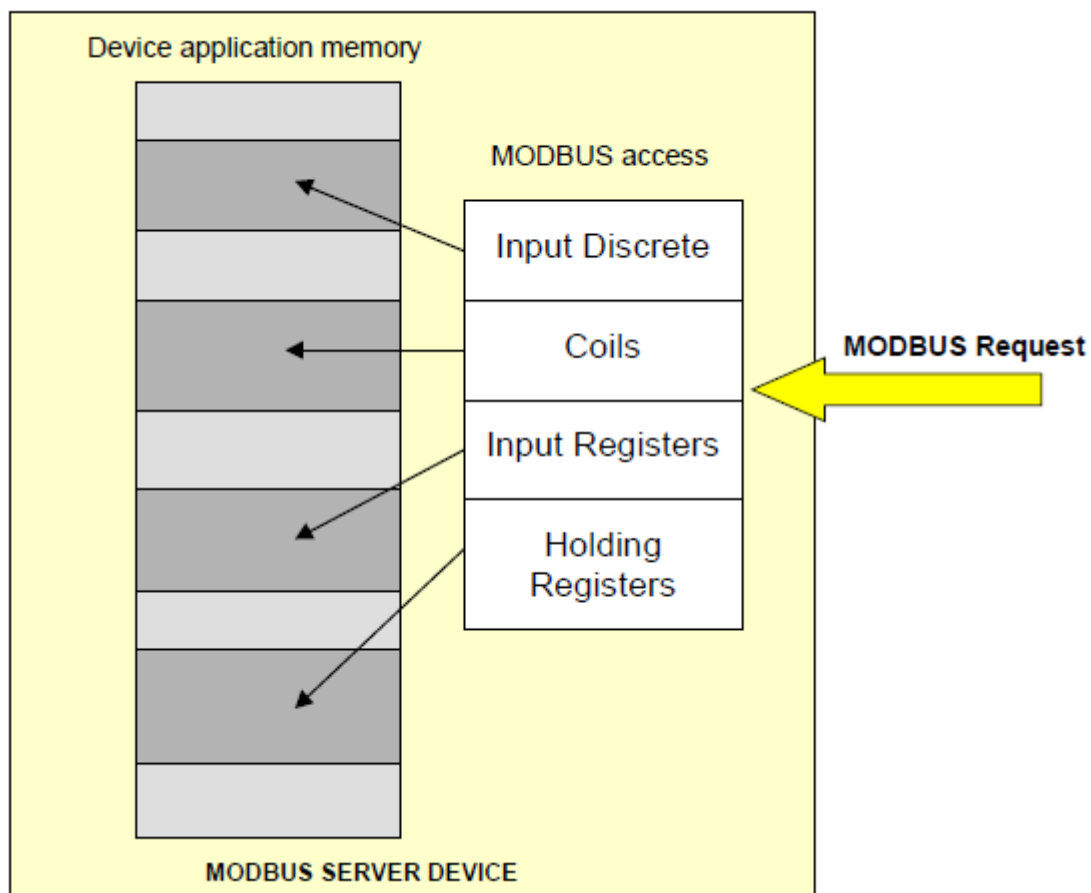 Device application memory
MODBUS access
Input Discrete
Coils
MODBUS Request
Input Registers
Holding
Registers
MODBUS SERVER DEVICE